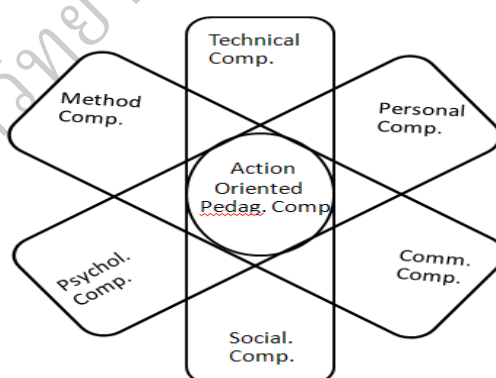 Technical
Comp.
Method
Comp.
Personal
Comp.
Action
Oriented
Pedag. Comp
Psychol.
Comp.
Comm.
Comp.
Social.
Comp.